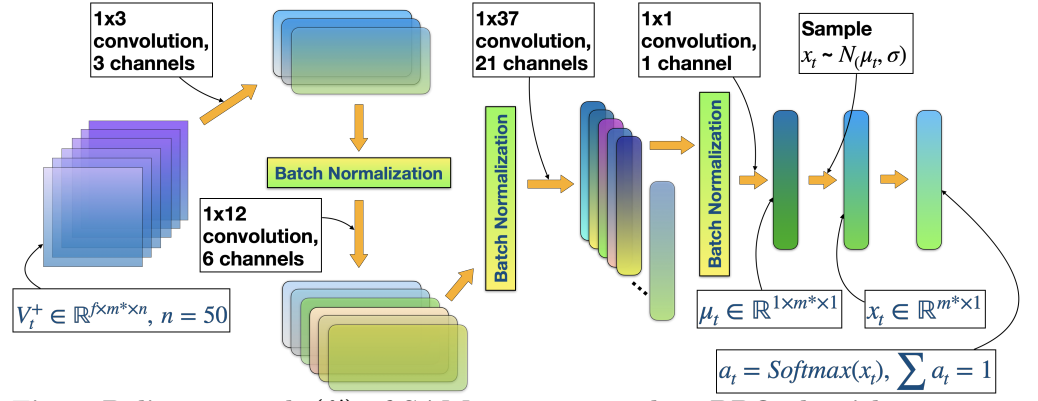 1x3
convolution,
3 channels
1x37
convolution,
21 channels
1x1
convolution,
1 channel
Sample
x_t ~ N(μ_t, σ)
Batch Normalization
Batch Normalization
Batch Normalization
1x12
convolution,
6 channels
V_t^+ ∈ ℝ^{f×m*×n}, n = 50
μ_t ∈ ℝ^{1×m*×1}
x_t ∈ ℝ^{m*×1}
a_t = Softmax(x_t), ∑ a_t = 1